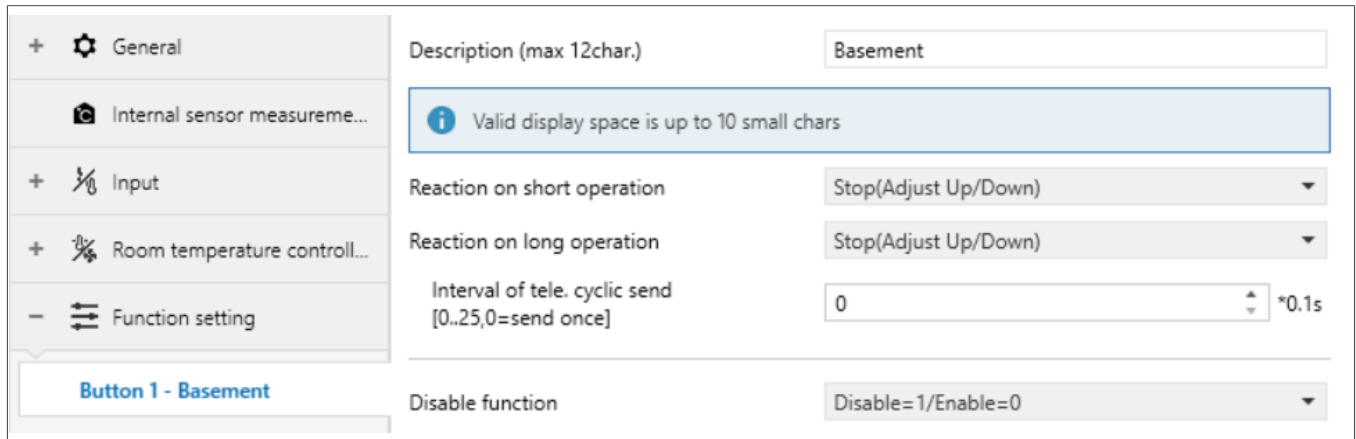 General
Internal sensor measureme...
Input
Room temperature controll...
Function setting
Button 1 - Basement
Description (max 12char.) Basement
Valid display space is up to 10 small chars
Reaction on short operation Stop(Adjust Up/Down)
Reaction on long operation Stop(Adjust Up/Down)
Interval of tele. cyclic send
[0..25,0=send once] 0 *0.1s
Disable function Disable=1/Enable=0